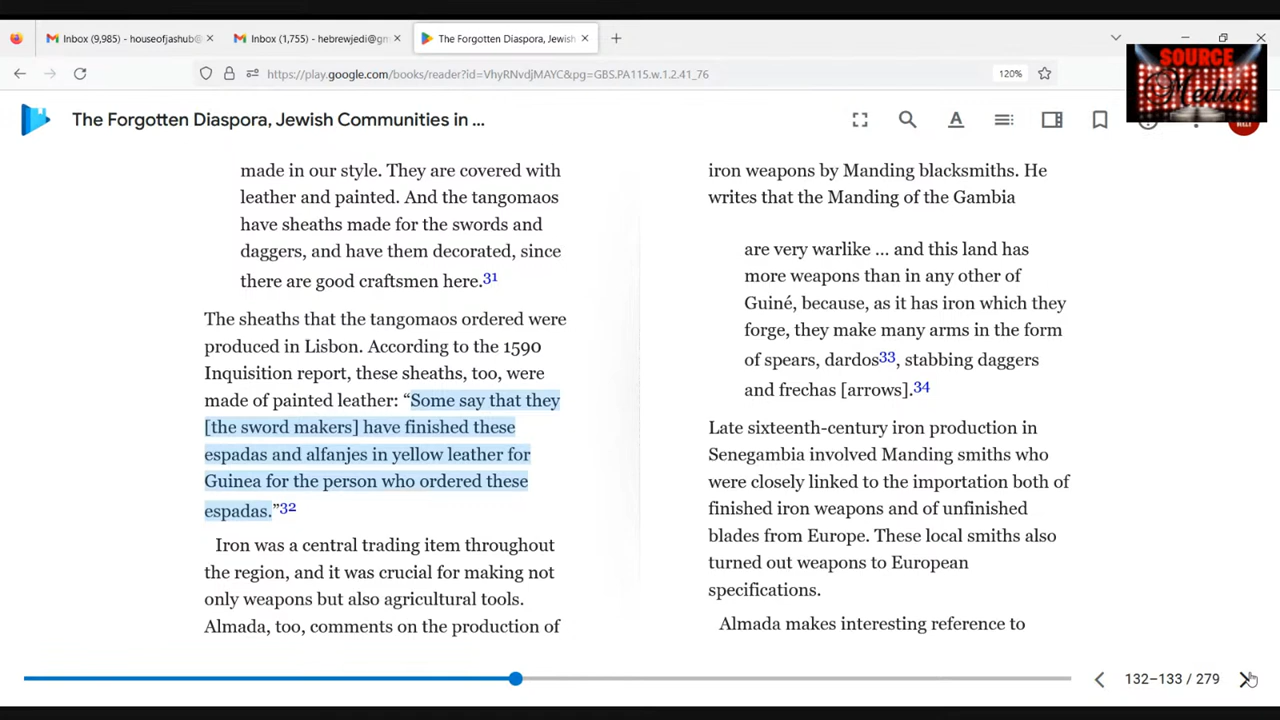 Inbox (9,985) - houseofjashub@
Inbox (1,755) - hebrewjedi@gm
The Forgotten Diaspora, Jewish
https://play.google.com/books/reader?id=VhyRNvdjMAYC&pg=GBS.PA115.w.1.2.41_76
120%
SOURCE
Media
The Forgotten Diaspora, Jewish Communities in ...
made in our style. They are covered with
leather and painted. And the tangomaos
have sheaths made for the swords and
daggers, and have them decorated, since
there are good craftsmen here.31
The sheaths that the tangomaos ordered were
produced in Lisbon. According to the 1590
Inquisition report, these sheaths, too, were
made of painted leather: “Some say that they
[the sword makers] have finished these
espadas and alfanjes in yellow leather for
Guinea for the person who ordered these
espadas.”32
Iron was a central trading item throughout
the region, and it was crucial for making not
only weapons but also agricultural tools.
Almada, too, comments on the production of
iron weapons by Manding blacksmiths. He
writes that the Manding of the Gambia
are very warlike ... and this land has
more weapons than in any other of
Guiné, because, as it has iron which they
forge, they make many arms in the form
of spears, dardos33, stabbing daggers
and frechas [arrows].34
Late sixteenth-century iron production in
Senegambia involved Manding smiths who
were closely linked to the importation both of
finished iron weapons and of unfinished
blades from Europe. These local smiths also
turned out weapons to European
specifications.
Almada makes interesting reference to
132–133 / 279